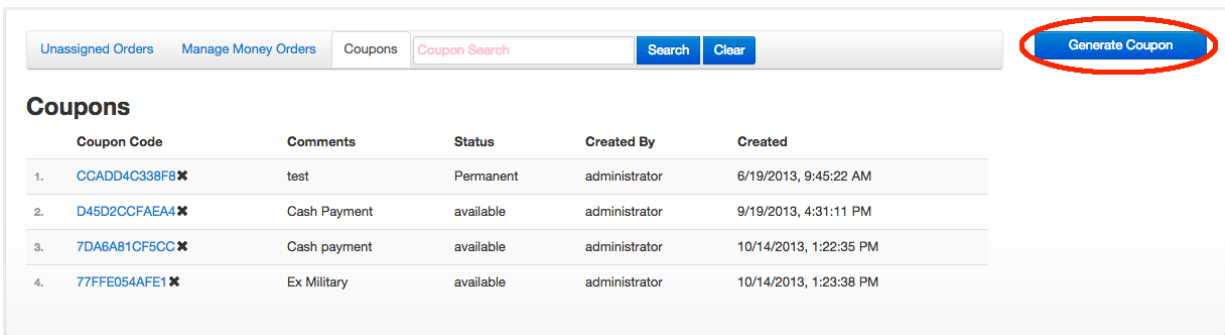 Unassigned Orders Manage Money Orders Coupons Coupon Search Search Clear Generate Coupon
Coupons
Coupon Code Comments Status Created By Created
1. CCADD4C338F8✖ test Permanent administrator 6/19/2013, 9:45:22 AM
2. D45D2CCFAEA4✖ Cash Payment available administrator 9/19/2013, 4:31:11 PM
3. 7DA6A81CF5CC✖ Cash payment available administrator 10/14/2013, 1:22:35 PM
4. 77FFE054AFE1✖ Ex Military available administrator 10/14/2013, 1:23:38 PM